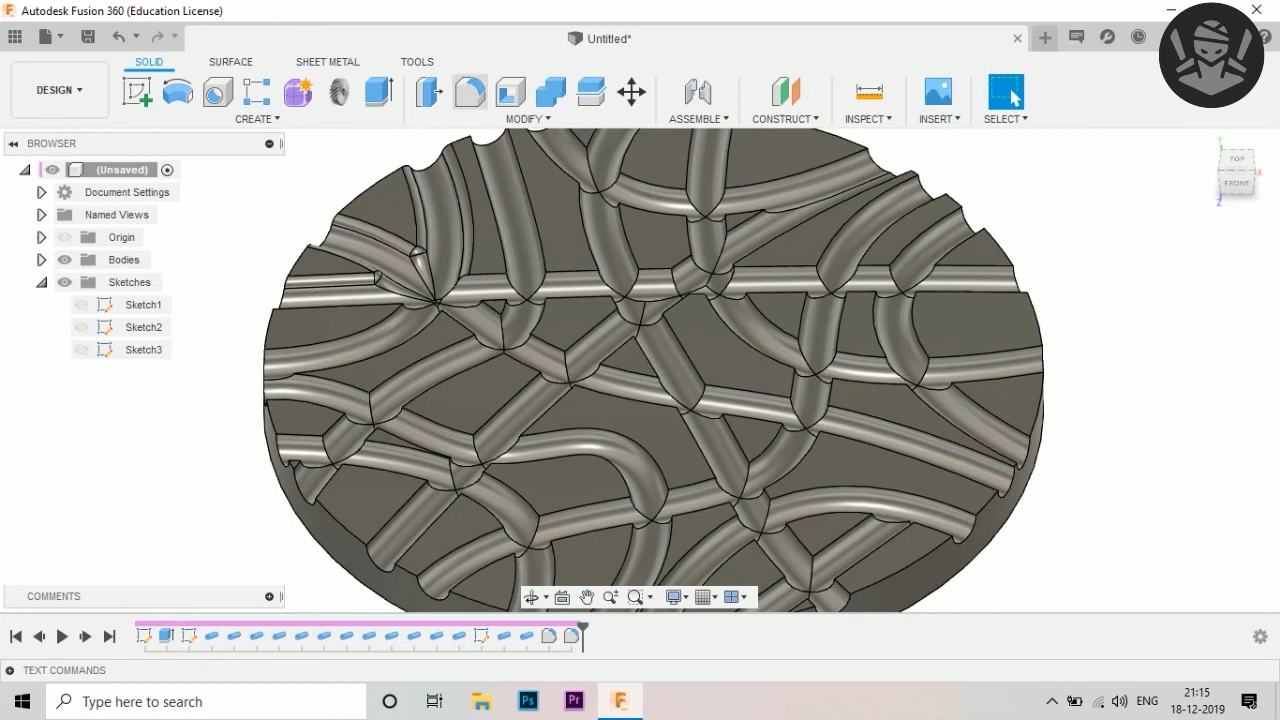 Autodesk Fusion 360 (Education License)
Untitled*
SOLID SURFACE SHEET METAL TOOLS
DESIGN
CREATE MODIFY ASSEMBLE CONSTRUCT INSPECT INSERT SELECT
BROWSER
(Unsaved)
Document Settings
Named Views
Origin
Bodies
Sketches
Sketch1
Sketch2
Sketch3
Y
TOP
X
FRONT
Z
COMMENTS
TEXT COMMANDS
Type here to search
Ps
Pr
ENG
21:15
18-12-2019